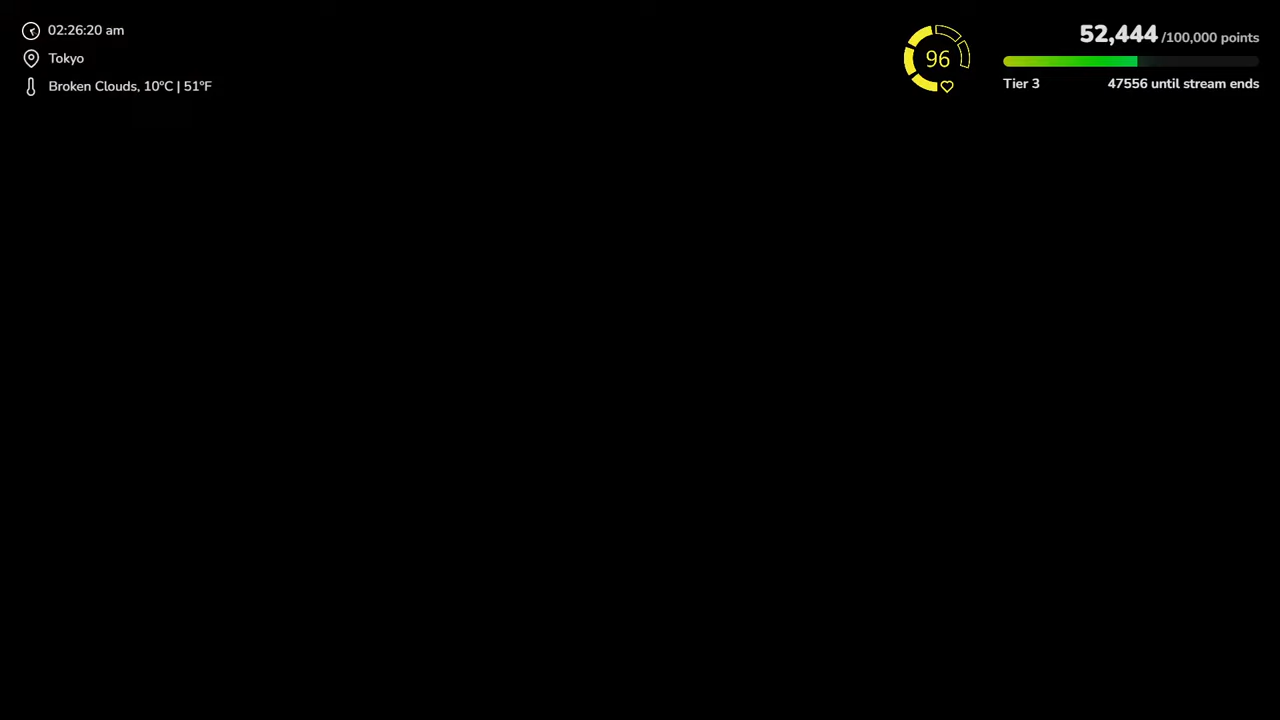 02:26:20 am
Tokyo
Broken Clouds, 10°C | 51°F
96
52,444 /100,000 points
Tier 3
47556 until stream ends